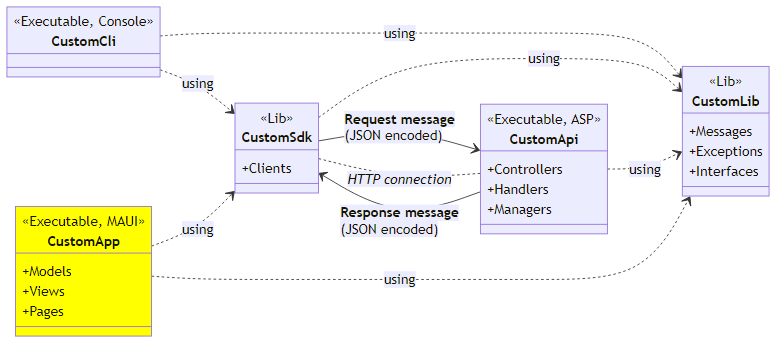 «Executable, Console»
CustomCli
using
using
using
«Lib»
CustomLib
+Messages
+Exceptions
+Interfaces
«Lib»
CustomSdk
+Clients
Request message
(JSON encoded)
HTTP connection
Response message
(JSON encoded)
«Executable, ASP»
CustomApi
+Controllers
+Handlers
+Managers
using
«Executable, MAUI»
CustomApp
+Models
+Views
+Pages
using
using